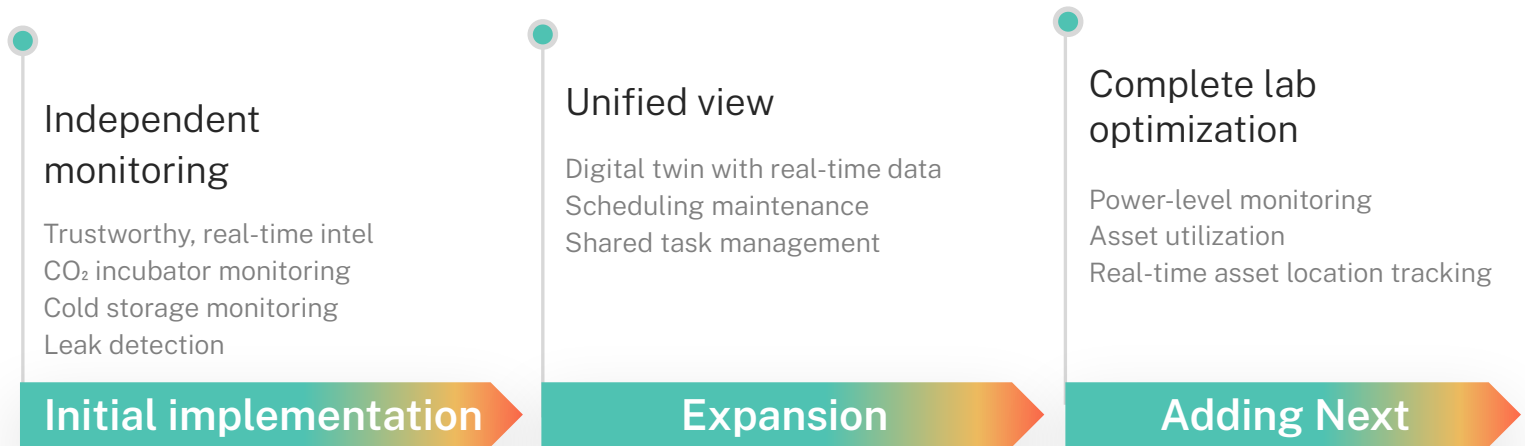 Independent
monitoring
Trustworthy, real-time intel
CO₂ incubator monitoring
Cold storage monitoring
Leak detection
Initial implementation
Unified view
Digital twin with real-time data
Scheduling maintenance
Shared task management
Expansion
Complete lab
optimization
Power-level monitoring
Asset utilization
Real-time asset location tracking
Adding Next